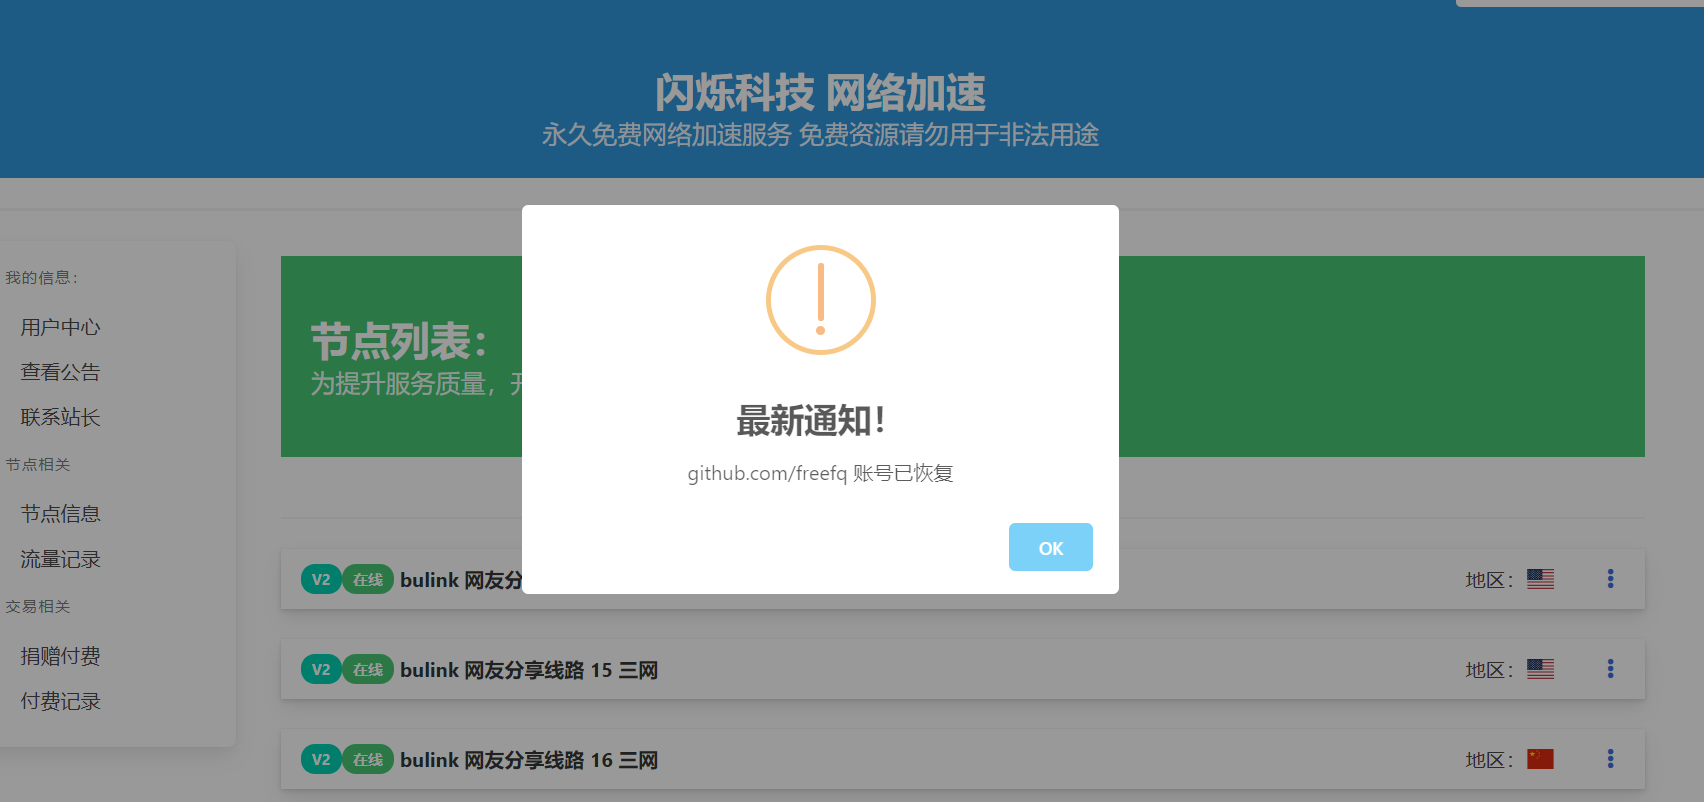 闪烁科技 网络加速
永久免费网络加速服务 免费资源请勿用于非法用途
我的信息：
用户中心
查看公告
联系站长
节点相关
节点信息
流量记录
交易相关
捐赠付费
付费记录
节点列表：
为提升服务质量，
最新通知！
github.com/freefq 账号已恢复
OK
V2 在线 bulink 网友分 地区：
V2 在线 bulink 网友分享线路 15 三网 地区：
V2 在线 bulink 网友分享线路 16 三网 地区：